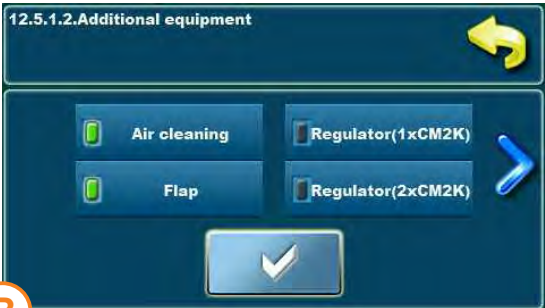 12.5.1.2.Additional equipment
Air cleaning
Regulator(1xCM2K)
Flap
Regulator(2xCM2K)